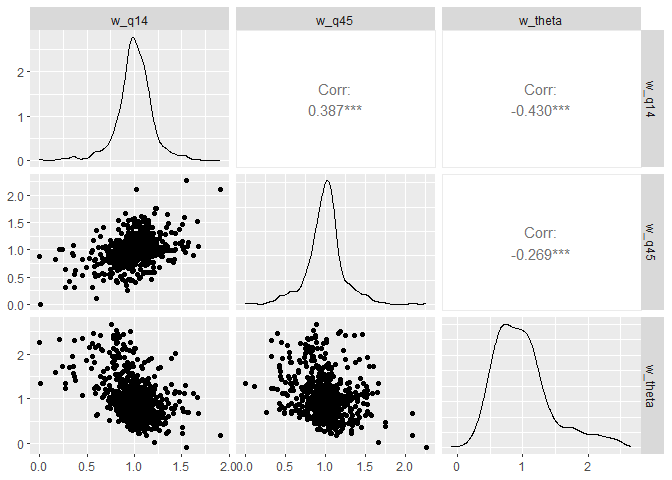 w_q14 w_q45 w_theta
2
1
0
Corr:
0.387***
Corr:
-0.430***
w_q14
2.0
1.5
1.0
0.5
0.0
Corr:
-0.269***
w_q45
2
1
0
w_theta
0.0 0.5 1.0 1.5 2.0 0.0 0.5 1.0 1.5 2.0 0 1 2